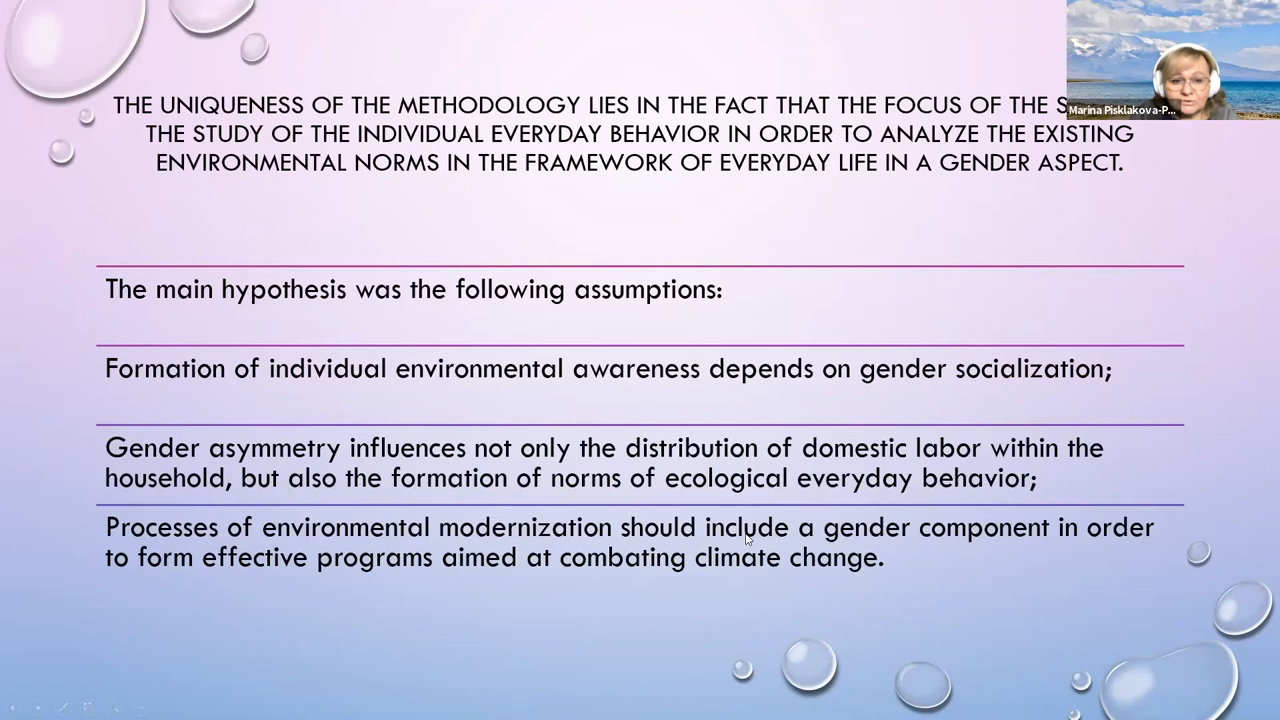 THE UNIQUENESS OF THE METHODOLOGY LIES IN THE FACT THAT THE FOCUS OF THE
THE STUDY OF THE INDIVIDUAL EVERYDAY BEHAVIOR IN ORDER TO ANALYZE THE EXISTING
ENVIRONMENTAL NORMS IN THE FRAMEWORK OF EVERYDAY LIFE IN A GENDER ASPECT.
Marina Pisklakova-P...
The main hypothesis was the following assumptions:
Formation of individual environmental awareness depends on gender socialization;
Gender asymmetry influences not only the distribution of domestic labor within the
household, but also the formation of norms of ecological everyday behavior;
Processes of environmental modernization should include a gender component in order
to form effective programs aimed at combating climate change.